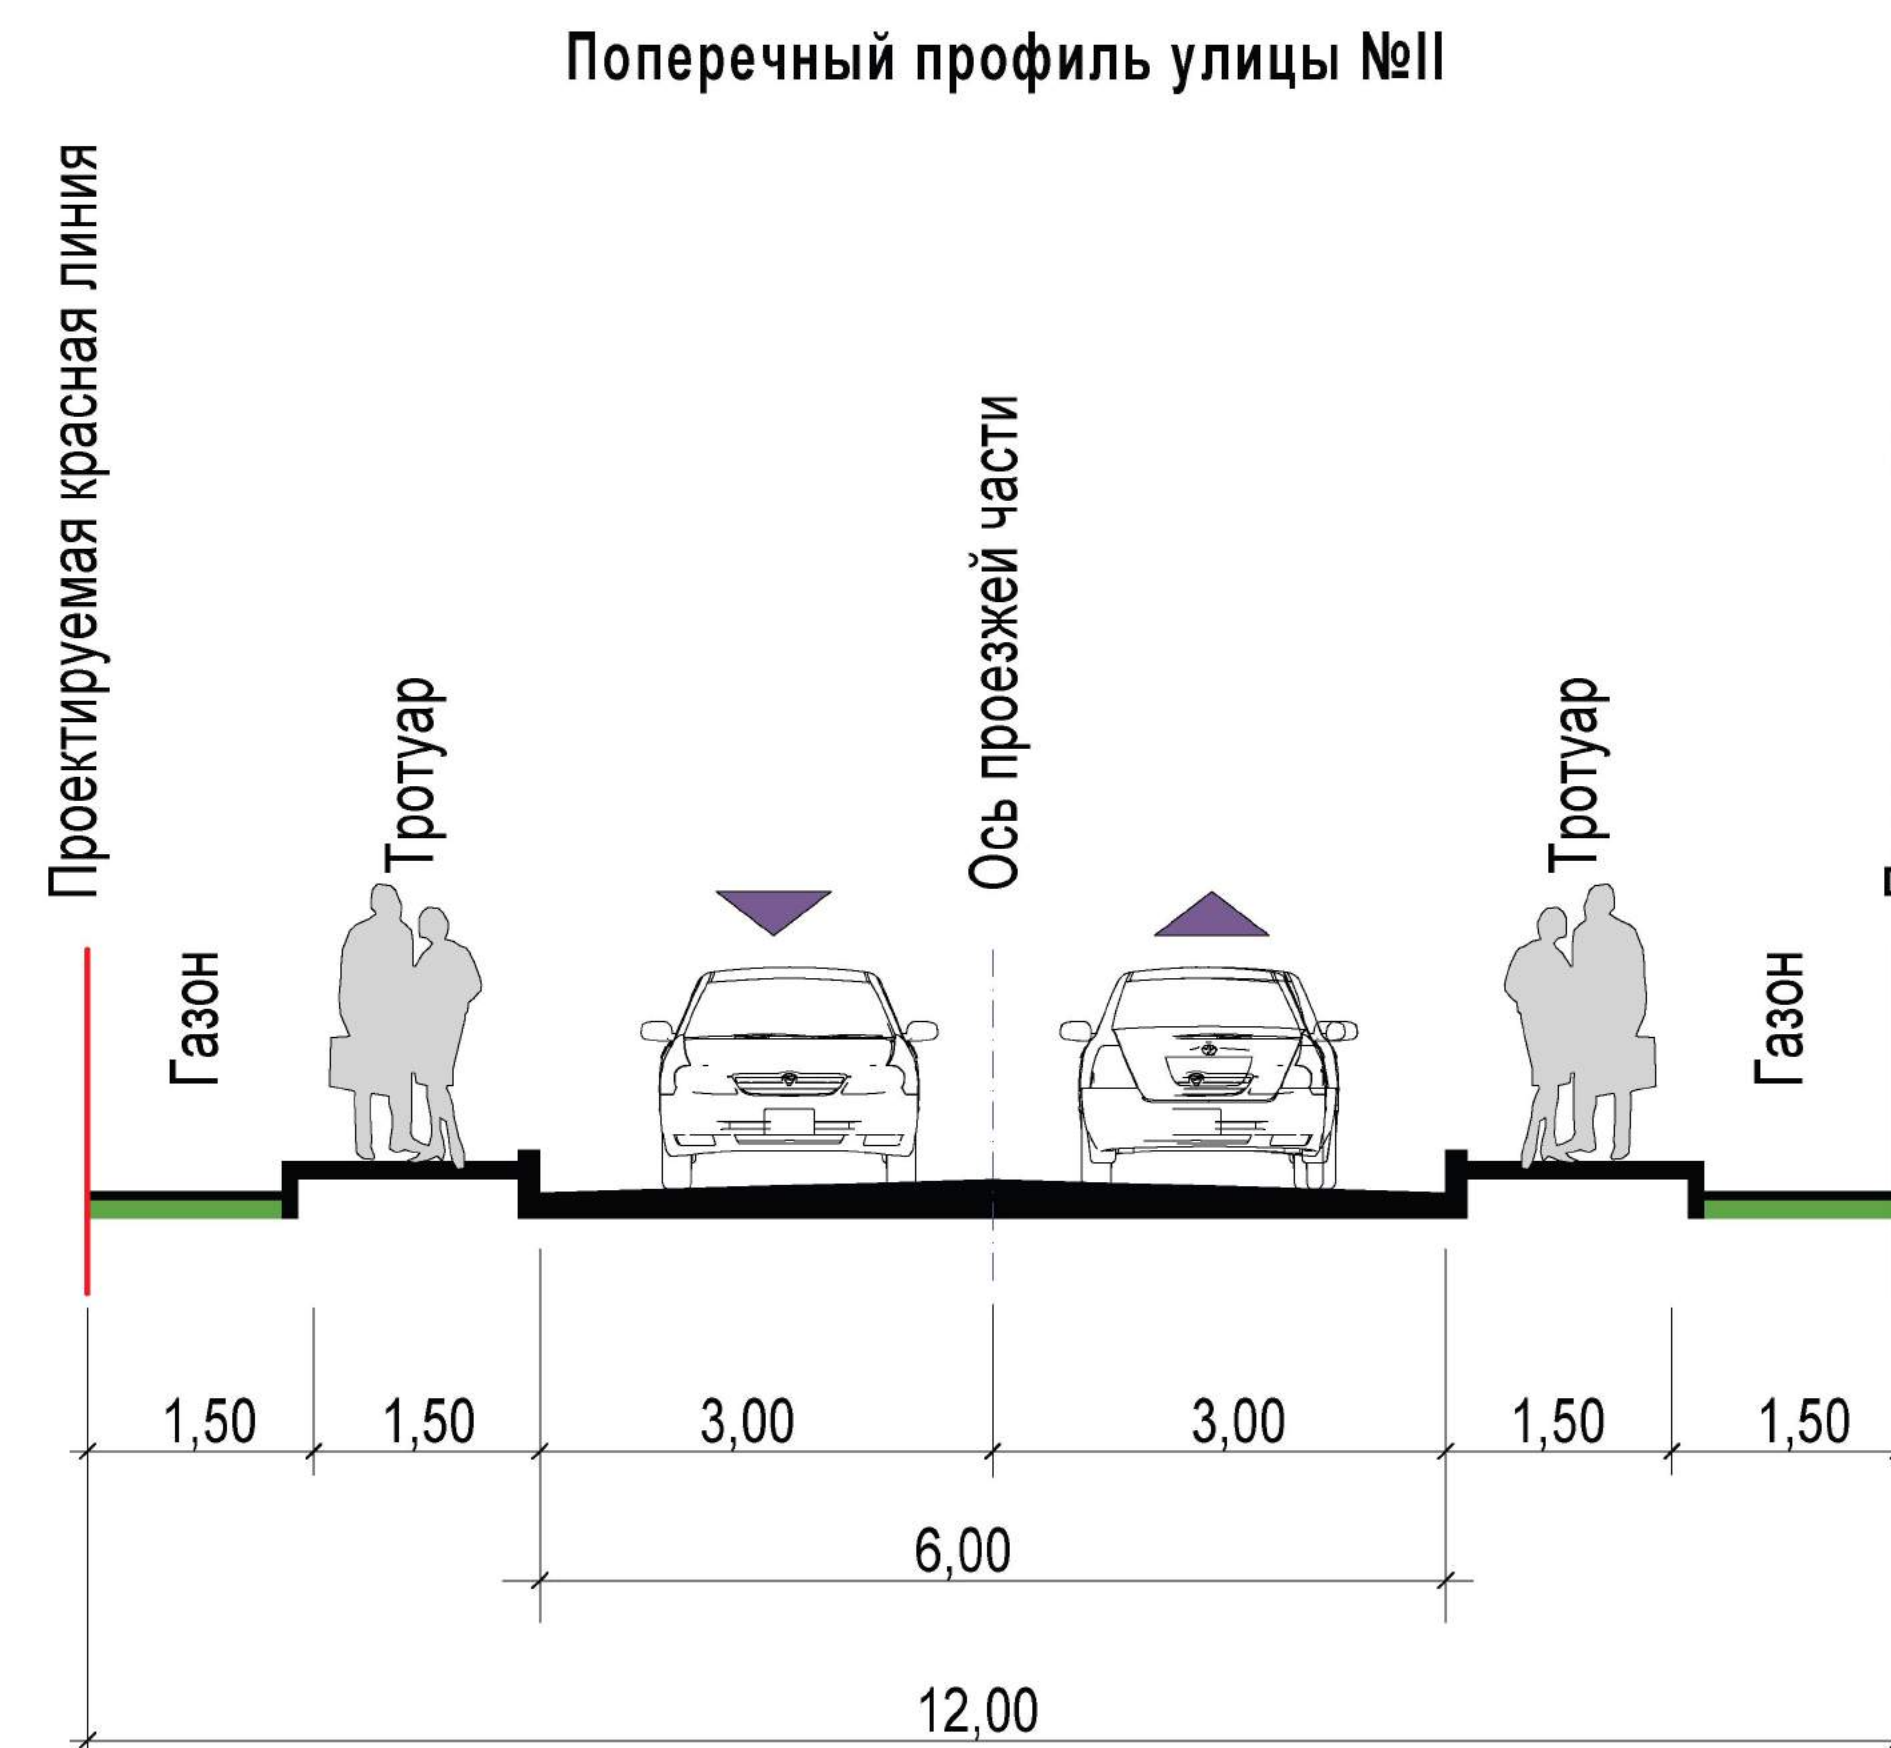 Поперечный профиль улицы №II
Проектируемая красная линия
Газон
Тротуар
Ось проезжей части
Тротуар
Газон
1,50
1,50
3,00
3,00
1,50
1,50
6,00
12,00